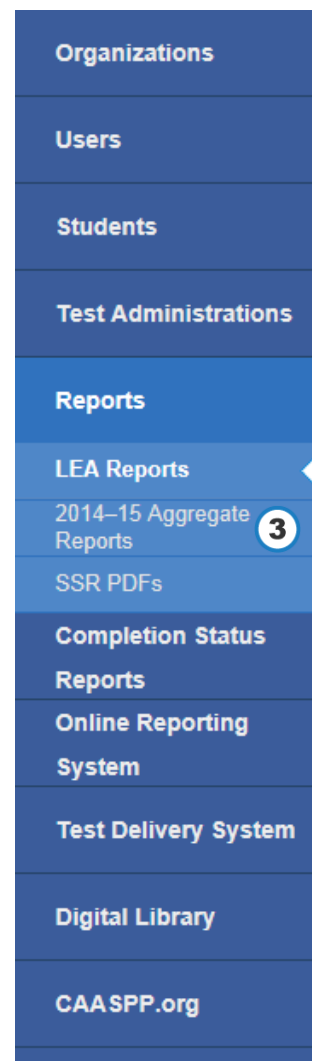 Organizations
Users
Students
Test Administrations
Reports
LEA Reports
2014–15 Aggregate
Reports
3
SSR PDFs
Completion Status
Reports
Online Reporting
System
Test Delivery System
Digital Library
CAASPP.org